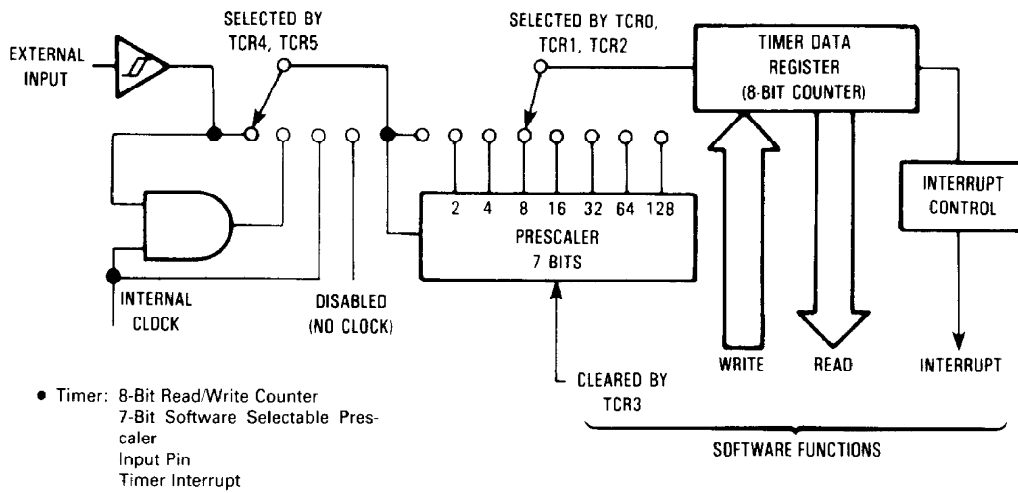 EXTERNAL
INPUT
SELECTED BY
TCR4, TCR5
SELECTED BY TCR0,
TCR1, TCR2
TIMER DATA
REGISTER
(8-BIT COUNTER)
INTERRUPT
CONTROL
2 4 8 16 32 64 128
PRESCALER
7 BITS
INTERNAL
CLOCK
DISABLED
(NO CLOCK)
WRITE
READ
INTERRUPT
CLEARED BY
TCR3
SOFTWARE FUNCTIONS
● Timer: 8-Bit Read/Write Counter
7-Bit Software Selectable Pres-
caler
Input Pin
Timer Interrupt